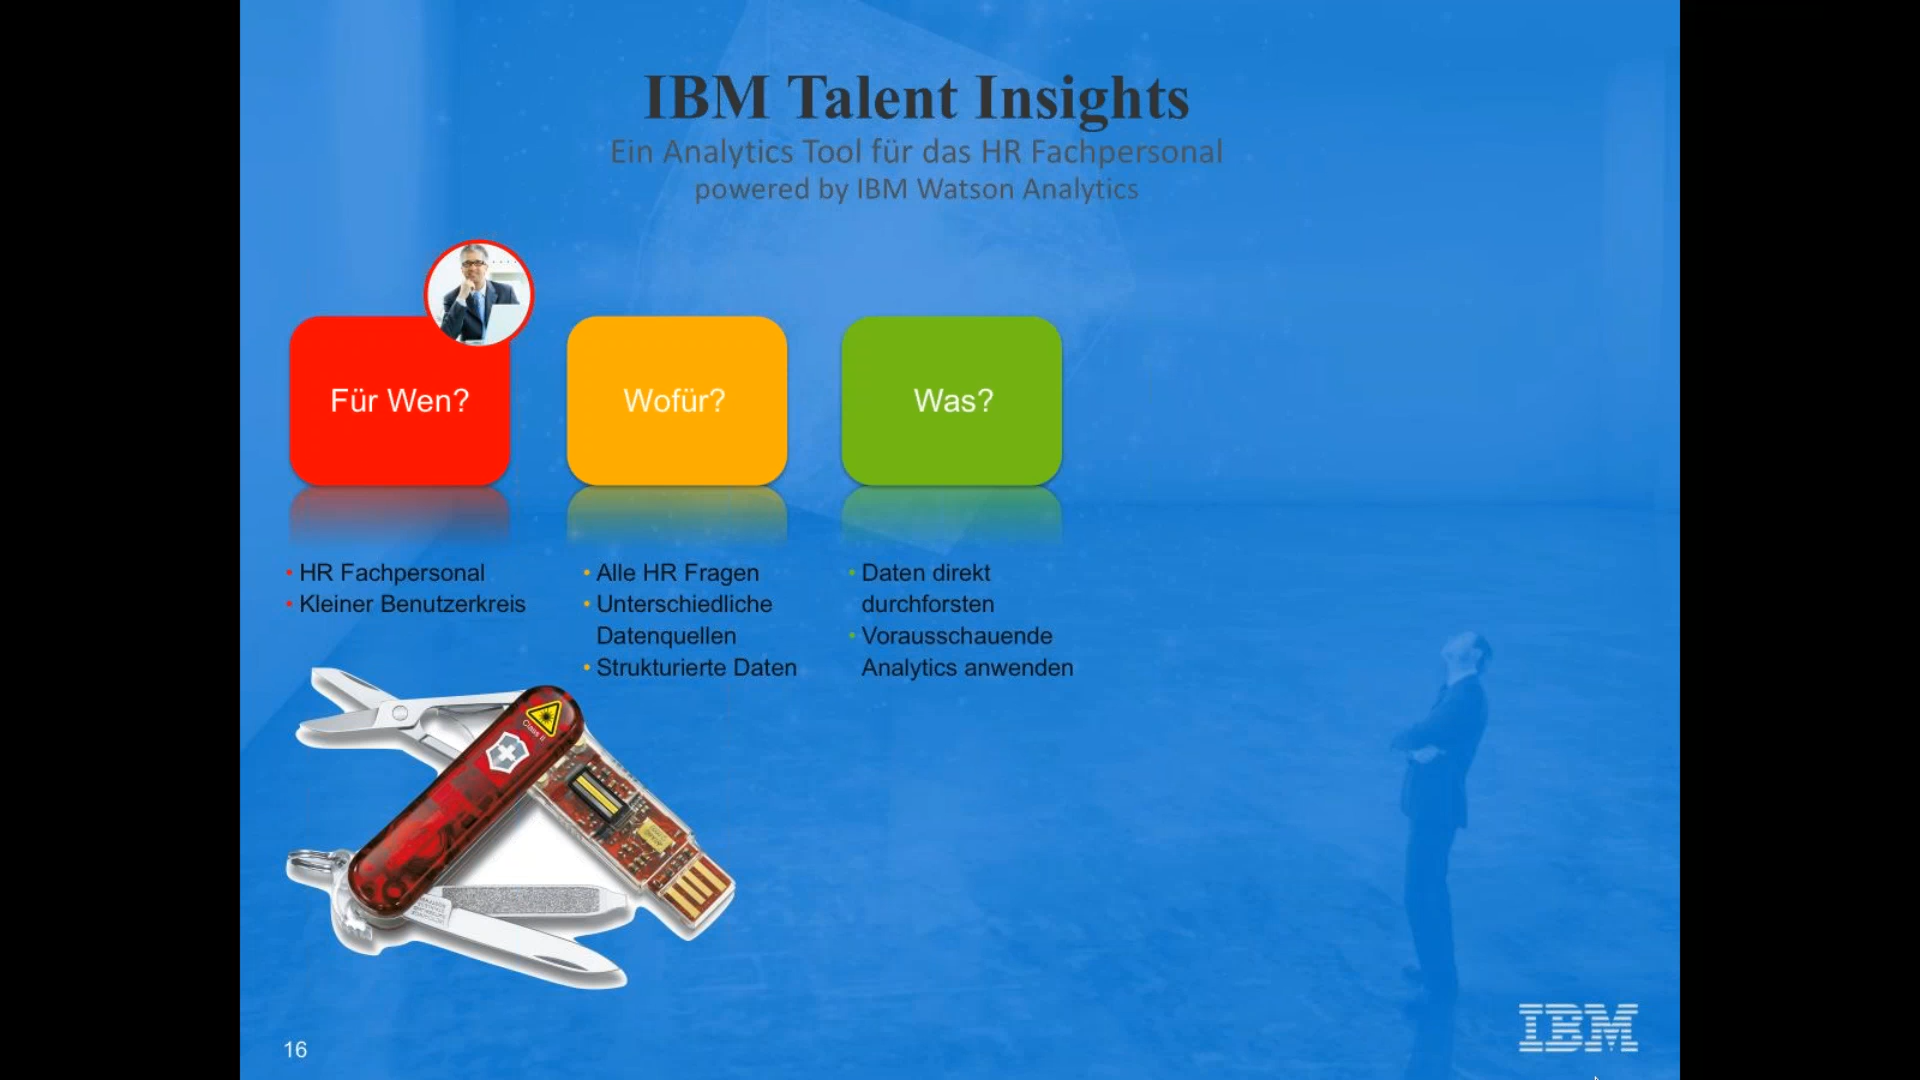 IBM Talent Insights
Ein Analytics Tool für das HR Fachpersonal
powered by IBM Watson Analytics
Für Wen?
Wofür?
Was?
• HR Fachpersonal
• Kleiner Benutzerkreis
• Alle HR Fragen
• Unterschiedliche
Datenquellen
• Strukturierte Daten
• Daten direkt
durchforsten
• Vorausschauende
Analytics anwenden
Class II
16
IBM